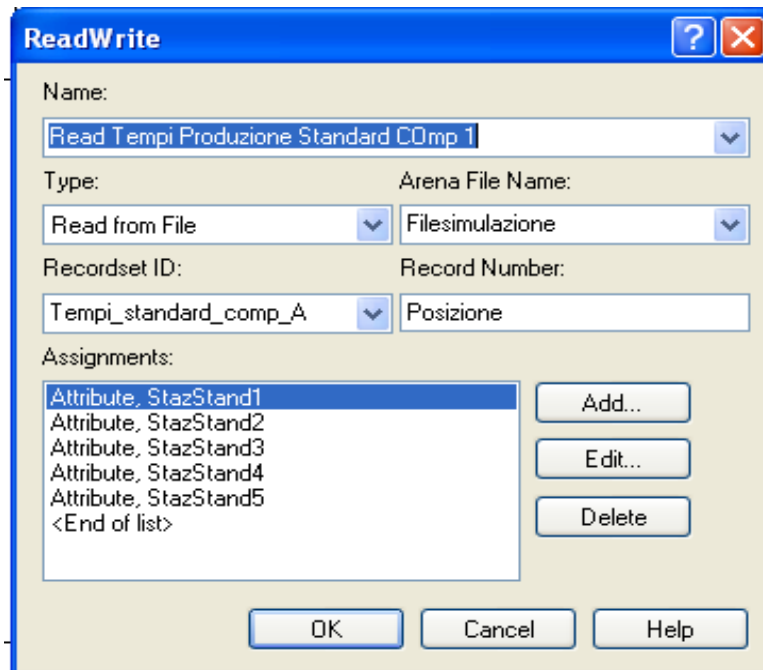 ReadWrite
Name:
Read Tempi Produzione Standard COmp 1
Type: Arena File Name:
Read from File Filesimulazione
Recordset ID: Record Number:
Tempi_standard_comp_A Posizione
Assignments:
Attribute, StazStand1
Attribute, StazStand2
Attribute, StazStand3
Attribute, StazStand4
Attribute, StazStand5
<End of list>
Add...
Edit...
Delete
OK Cancel Help